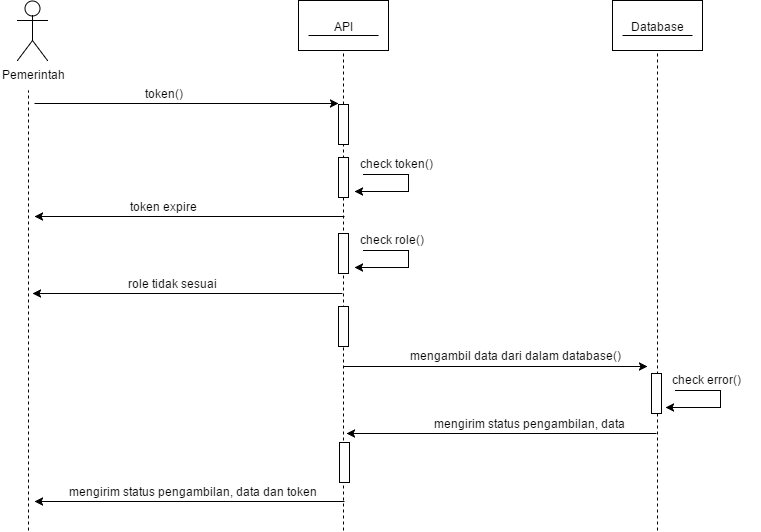 API
Database
Pemerintah
token()
check token()
token expire
check role()
role tidak sesuai
mengambil data dari dalam database()
check error()
mengirim status pengambilan, data
mengirim status pengambilan, data dan token